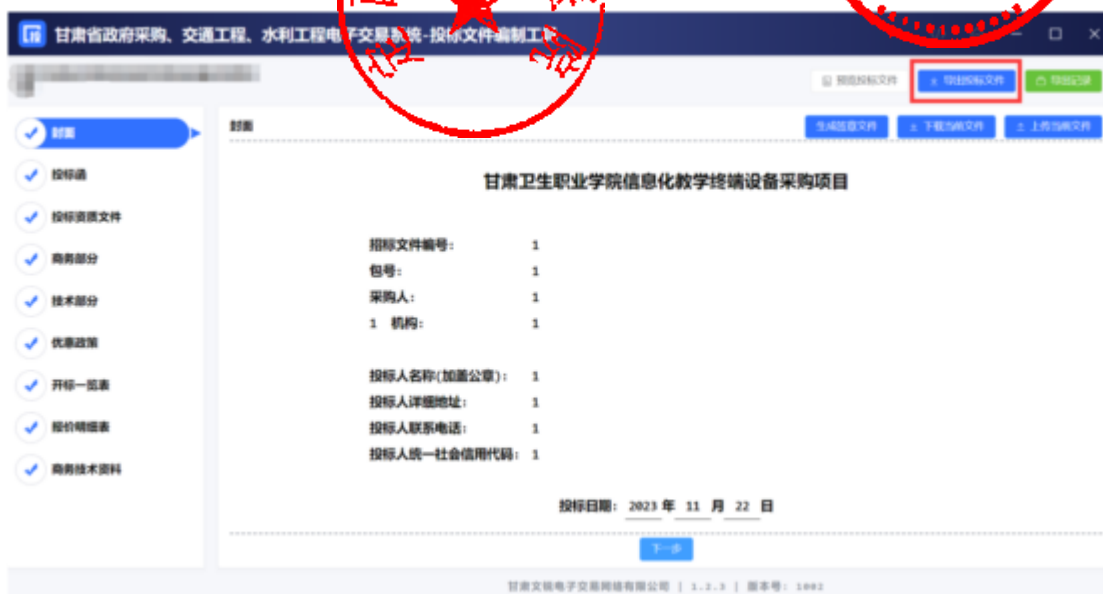 甘肃省政府采购、交通工程、水利工程电子交易系统-投标文件编制工具
预览投标文件 导出投标文件 导出记录
封面 封面 生成签章文件 下载当前文件 上传当前文件
投标函
甘肃卫生职业学院信息化教学终端设备采购项目
投标资质文件
招标文件编号: 1
商务部分
包号: 1
采购人: 1
技术部分
1 机构: 1
优惠政策
投标人名称(加盖公章): 1
开标一览表
投标人详细地址: 1
报价明细表
投标人联系电话: 1
投标人统一社会信用代码: 1
商务技术资料
投标日期: 2023 年 11 月 22 日
下一步
甘肃文锐电子交易网络有限公司 | 1.2.3 | 版本号: 1002